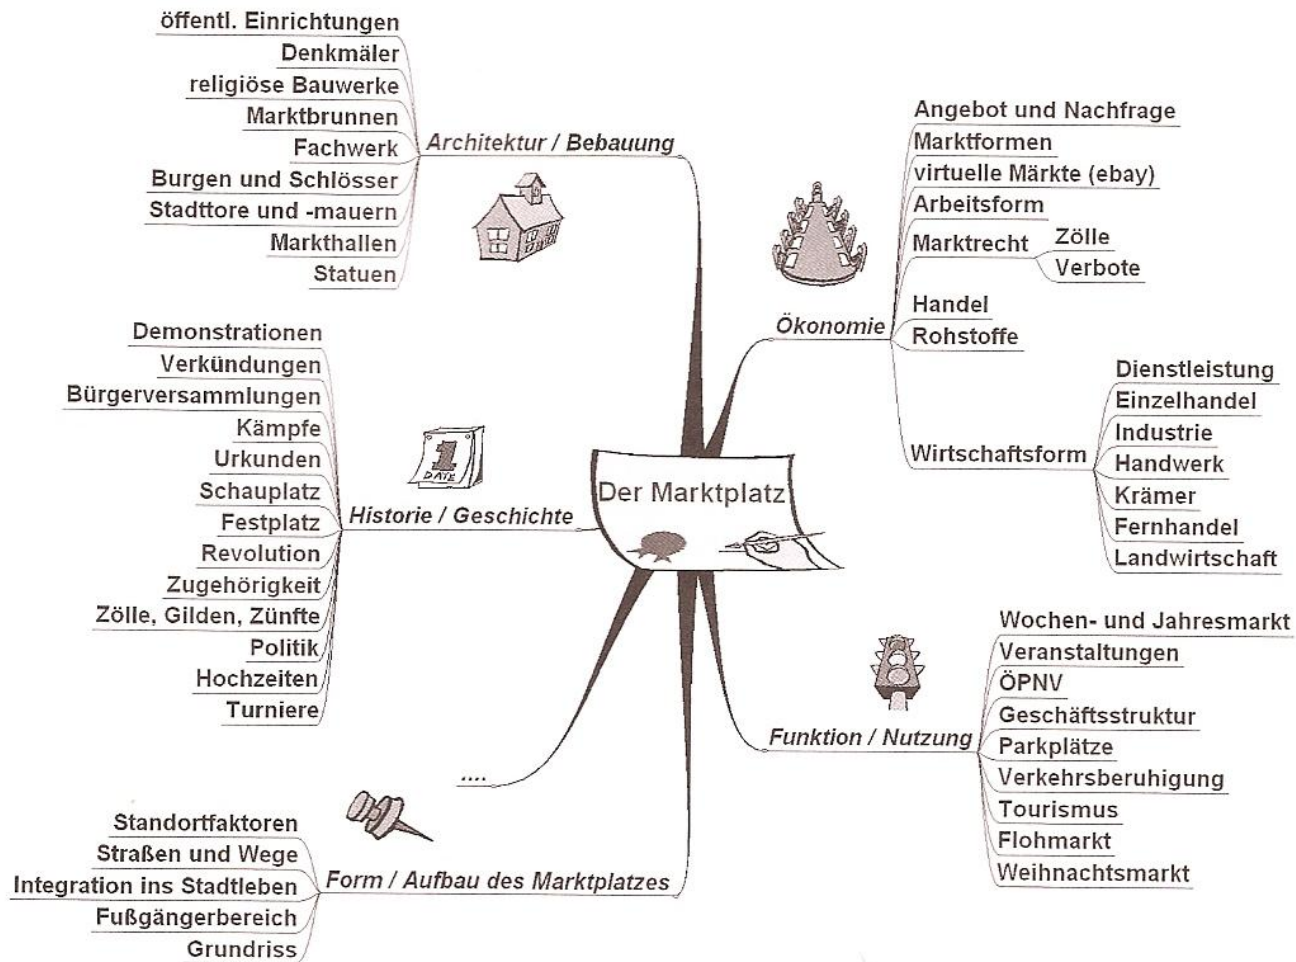 öffentl. Einrichtungen
Denkmäler
religiöse Bauwerke
Marktbrunnen
Fachwerk
Burgen und Schlösser
Stadttore und -mauern
Markthallen
Statuen
Architektur / Bebauung
Angebot und Nachfrage
Marktformen
virtuelle Märkte (ebay)
Arbeitsform
Marktrecht
Zölle
Verbote
Handel
Rohstoffe
Ökonomie
Wirtschaftsform
Dienstleistung
Einzelhandel
Industrie
Handwerk
Krämer
Fernhandel
Landwirtschaft
Demonstrationen
Verkündungen
Bürgerversammlungen
Kämpfe
Urkunden
Schauplatz
Festplatz
Revolution
Zugehörigkeit
Zölle, Gilden, Zünfte
Politik
Hochzeiten
Turniere
Historie / Geschichte
1
DATE
Der Marktplatz
Wochen- und Jahresmarkt
Veranstaltungen
ÖPNV
Geschäftsstruktur
Parkplätze
Verkehrsberuhigung
Tourismus
Flohmarkt
Weihnachtsmarkt
Funktion / Nutzung
....
Standortfaktoren
Straßen und Wege
Integration ins Stadtleben
Fußgängerbereich
Grundriss
Form / Aufbau des Marktplatzes